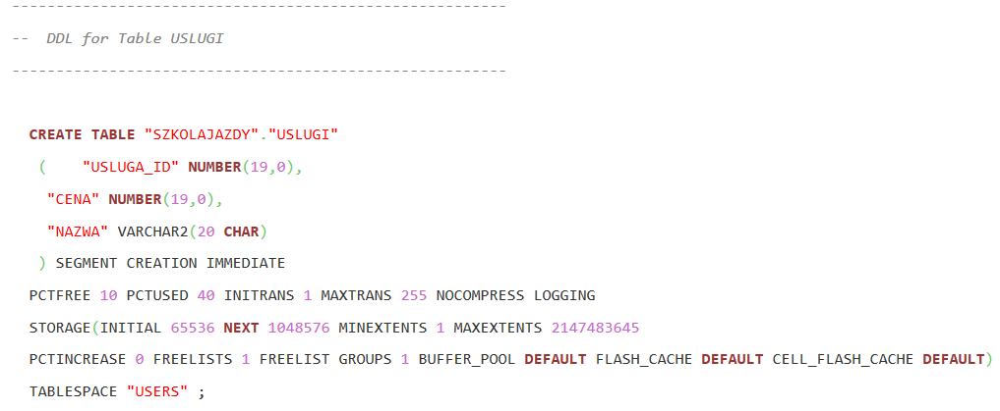 --------------------------------------------------------
--  DDL for Table USLUGI
--------------------------------------------------------
CREATE TABLE "SZKOLAJAZDY"."USLUGI"
(    "USLUGA_ID" NUMBER(19,0),
"CENA" NUMBER(19,0),
"NAZWA" VARCHAR2(20 CHAR)
) SEGMENT CREATION IMMEDIATE
PCTFREE 10 PCTUSED 40 INITRANS 1 MAXTRANS 255 NOCOMPRESS LOGGING
STORAGE(INITIAL 65536 NEXT 1048576 MINEXTENTS 1 MAXEXTENTS 2147483645
PCTINCREASE 0 FREELISTS 1 FREELIST GROUPS 1 BUFFER_POOL DEFAULT FLASH_CACHE DEFAULT CELL_FLASH_CACHE DEFAULT)
TABLESPACE "USERS" ;